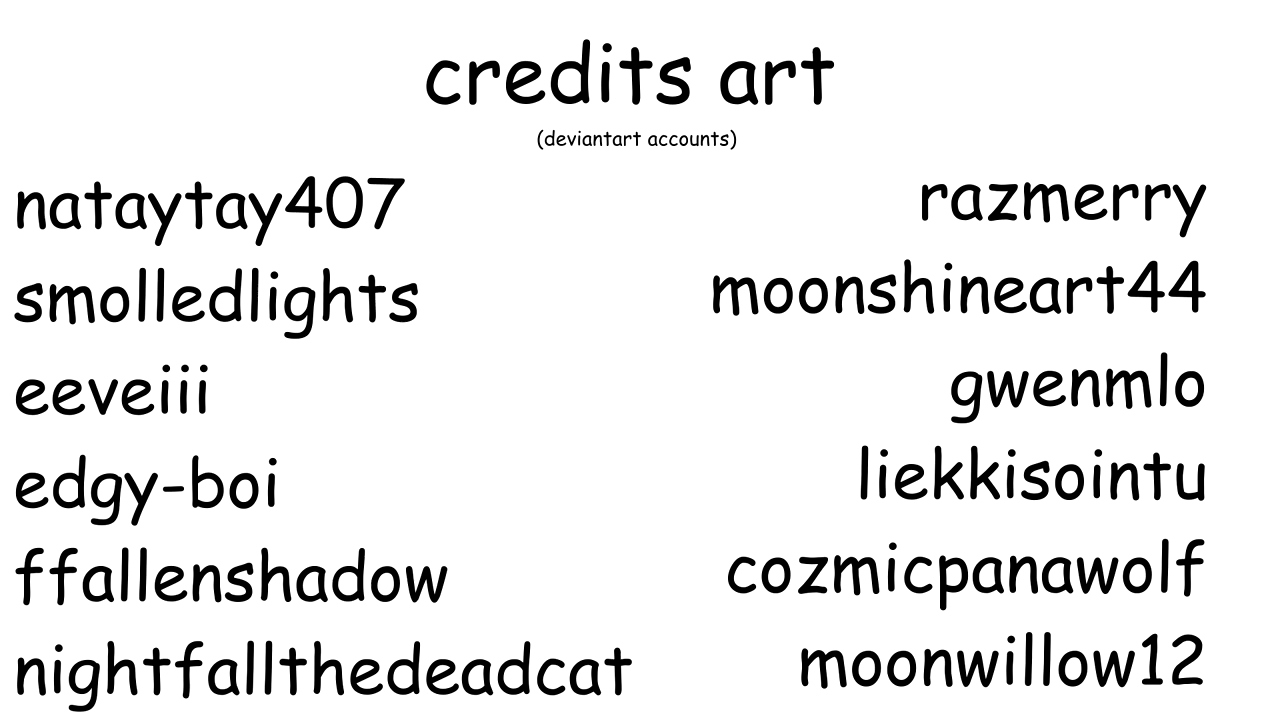 credits art
(deviantart accounts)
nataytay407
smolledlights
eeveiii
edgy-boi
ffallenshadow
nightfallthedeadcat
razmerry
moonshineart44
gwenmlo
liekkisointu
cozmicpanawolf
moonwillow12